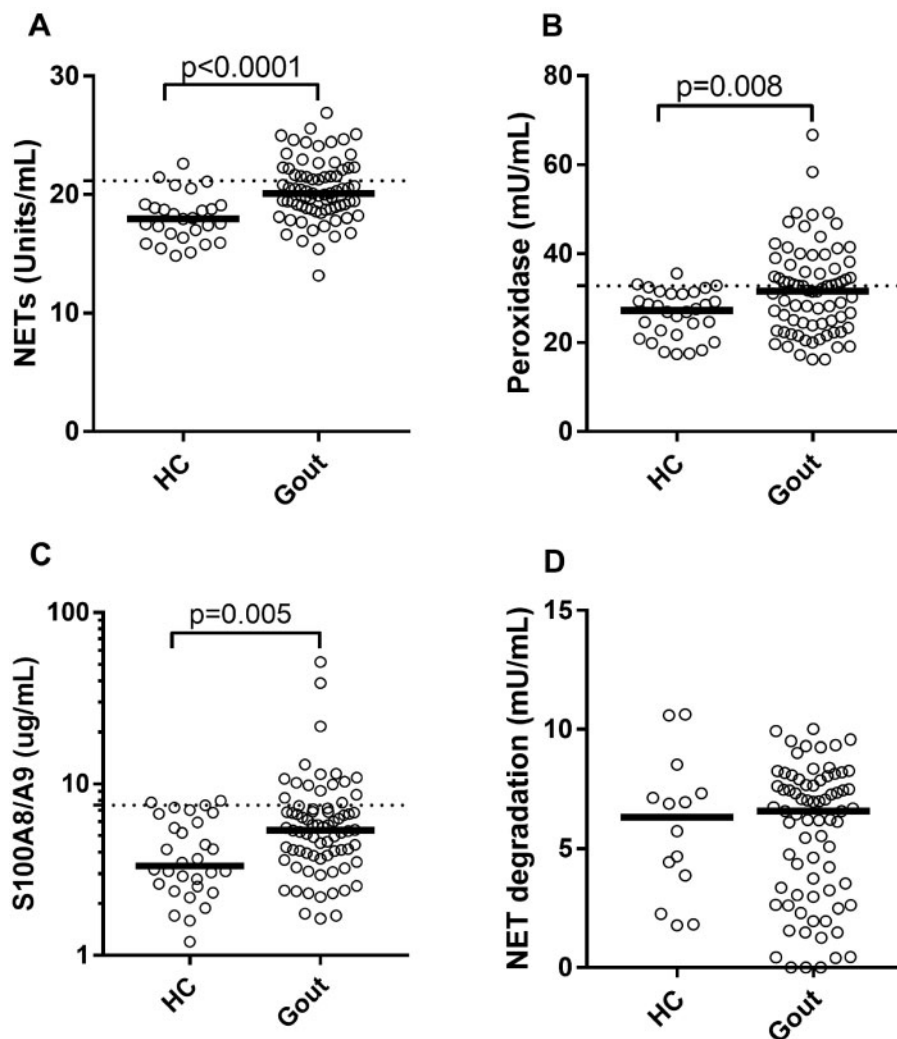 A
p<0.0001
NETs (Units/mL)
30
20
10
0
HC
Gout
B
p=0.008
Peroxidase (mU/mL)
80
60
40
20
0
HC
Gout
C
p=0.005
S100A8/A9 (ug/mL)
100
10
1
HC
Gout
D
NET degradation (mU/mL)
15
10
5
0
HC
Gout